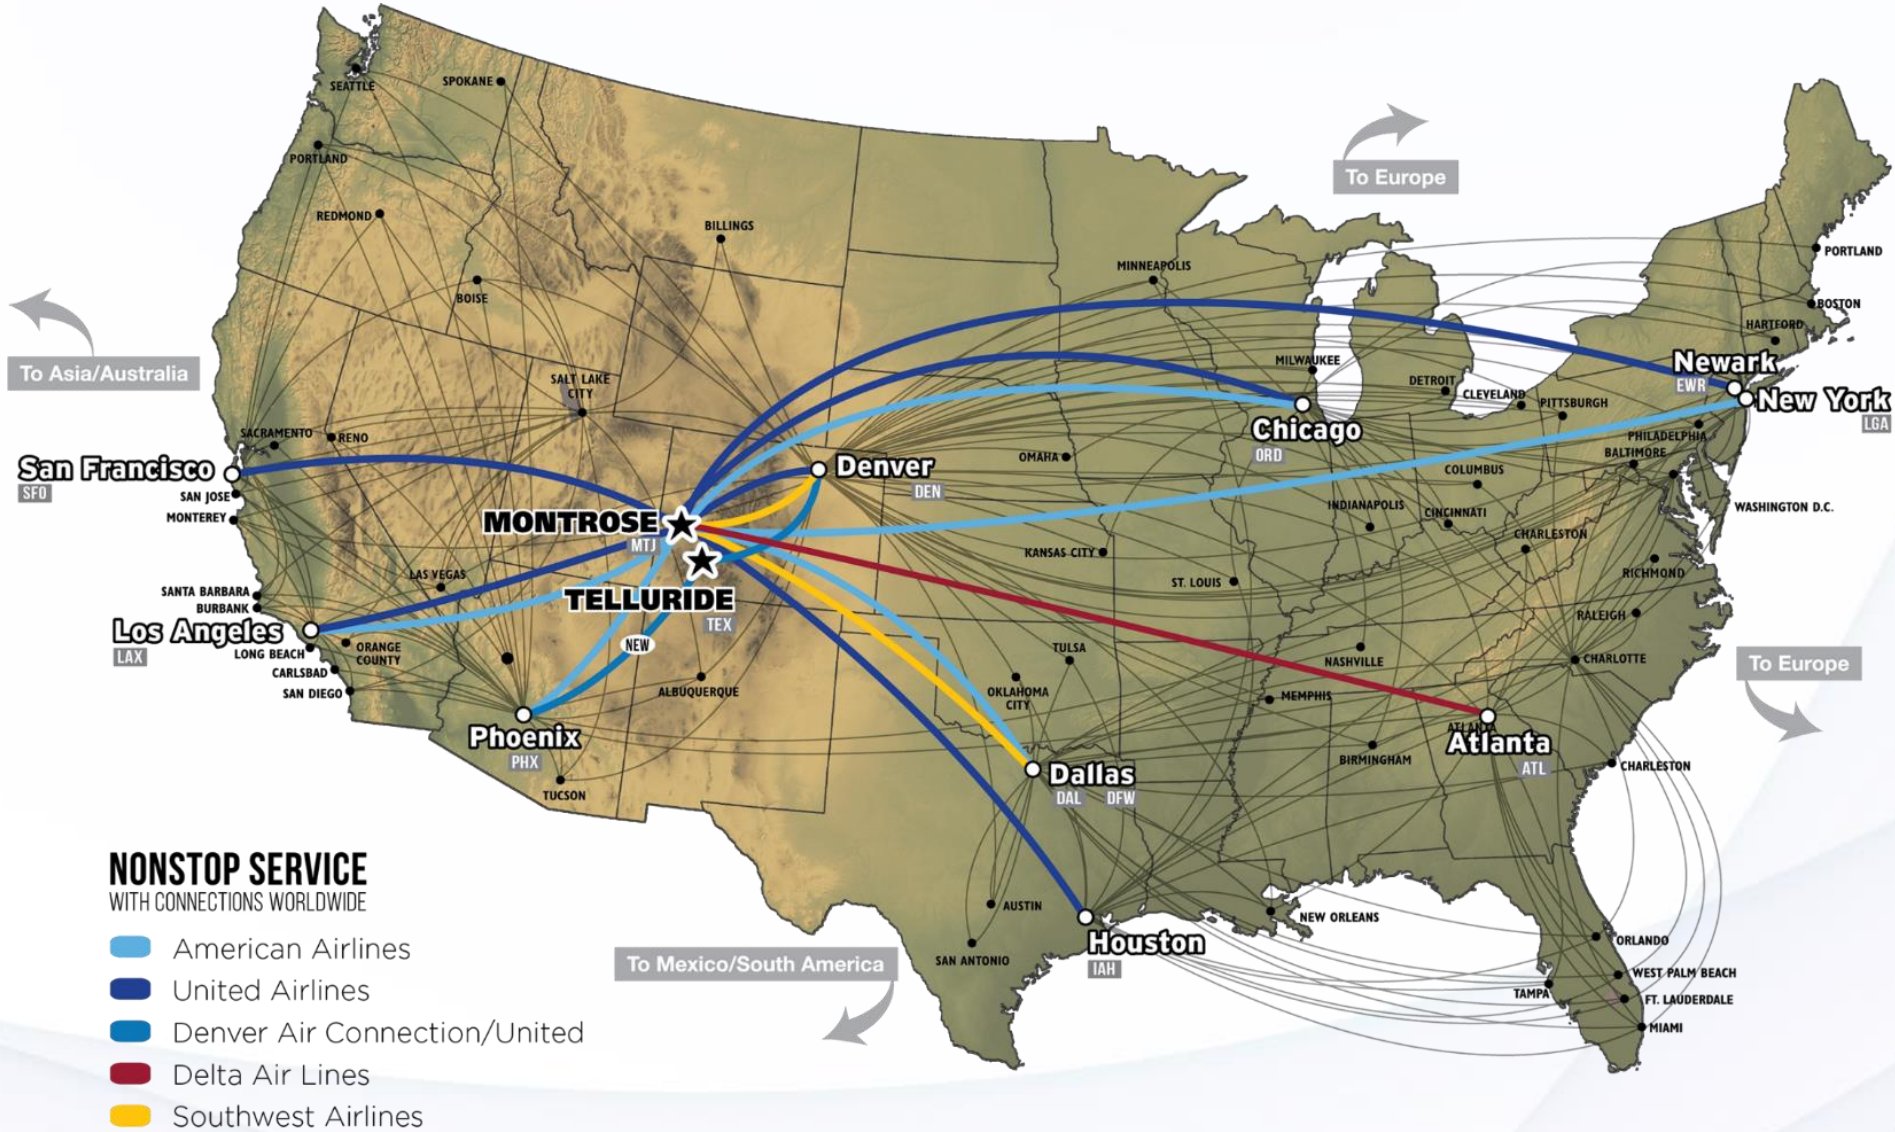 SEATTLE
SPOKANE
PORTLAND
REDMOND
BOISE
BILLINGS
MINNEAPOLIS
To Europe
PORTLAND
BOSTON
HARTFORD
To Asia/Australia
SALT LAKE
CITY
MILWAUKEE
DETROIT
CLEVELAND
PITTSBURGH
Newark
EWR
New York
LGA
PHILADELPHIA
BALTIMORE
WASHINGTON D.C.
SACRAMENTO
RENO
San Francisco
SFO
SAN JOSE
MONTEREY
Denver
DEN
OMAHA
Chicago
ORD
COLUMBUS
INDIANAPOLIS
CINCINNATI
CHARLESTON
RICHMOND
MONTROSE
MTJ
KANSAS CITY
ST. LOUIS
LAS VEGAS
SANTA BARBARA
BURBANK
TELLURIDE
TEX
NEW
RALEIGH
CHARLOTTE
To Europe
Los Angeles
LAX
LONG BEACH
ORANGE
COUNTY
CARLSBAD
SAN DIEGO
ALBUQUERQUE
TULSA
OKLAHOMA
CITY
NASHVILLE
MEMPHIS
Phoenix
PHX
TUCSON
Dallas
DAL
DFW
BIRMINGHAM
ATLANTA
Atlanta
ATL
CHARLESTON
AUSTIN
SAN ANTONIO
Houston
IAH
NEW ORLEANS
ORLANDO
WEST PALM BEACH
TAMPA
FT. LAUDERDALE
MIAMI
To Mexico/South America
NONSTOP SERVICE
WITH CONNECTIONS WORLDWIDE
American Airlines
United Airlines
Denver Air Connection/United
Delta Air Lines
Southwest Airlines